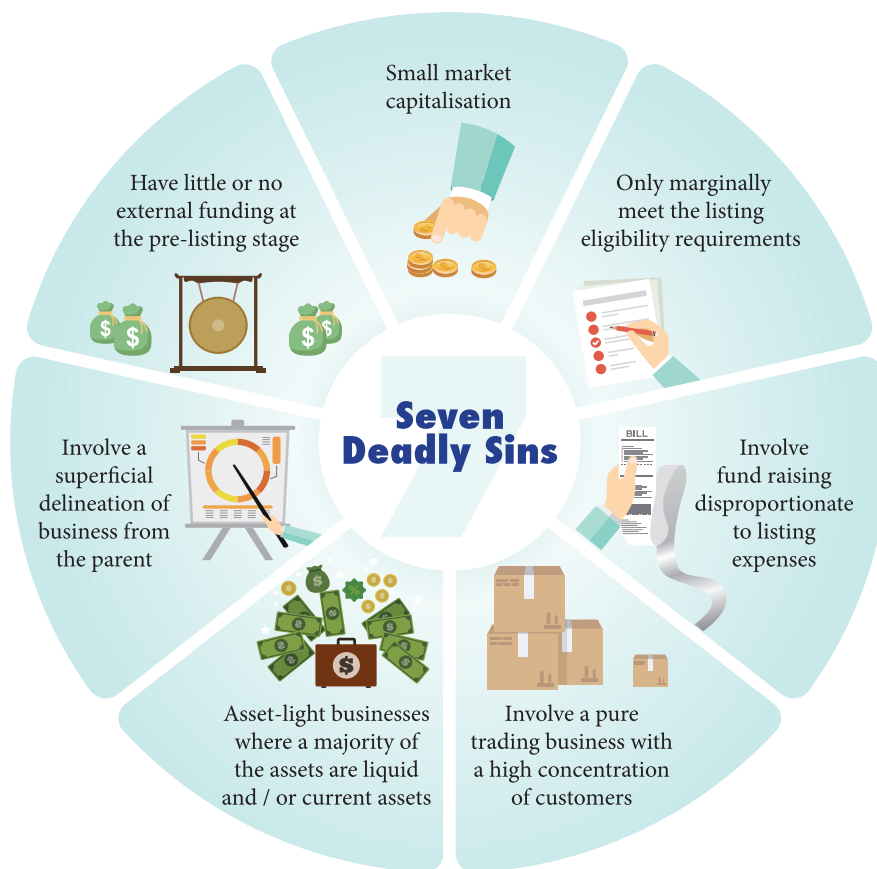 Seven
Deadly Sins
Small market
capitalisation
Only marginally
meet the listing
eligibility requirements
BILL
Involve
fund raising
disproportionate
to listing
expenses
Involve a pure
trading business with
a high concentration
of customers
Asset-light businesses
where a majority of
the assets are liquid
and / or current assets
Involve a
superficial
delineation of
business from
the parent
Have little or no
external funding at
the pre-listing stage